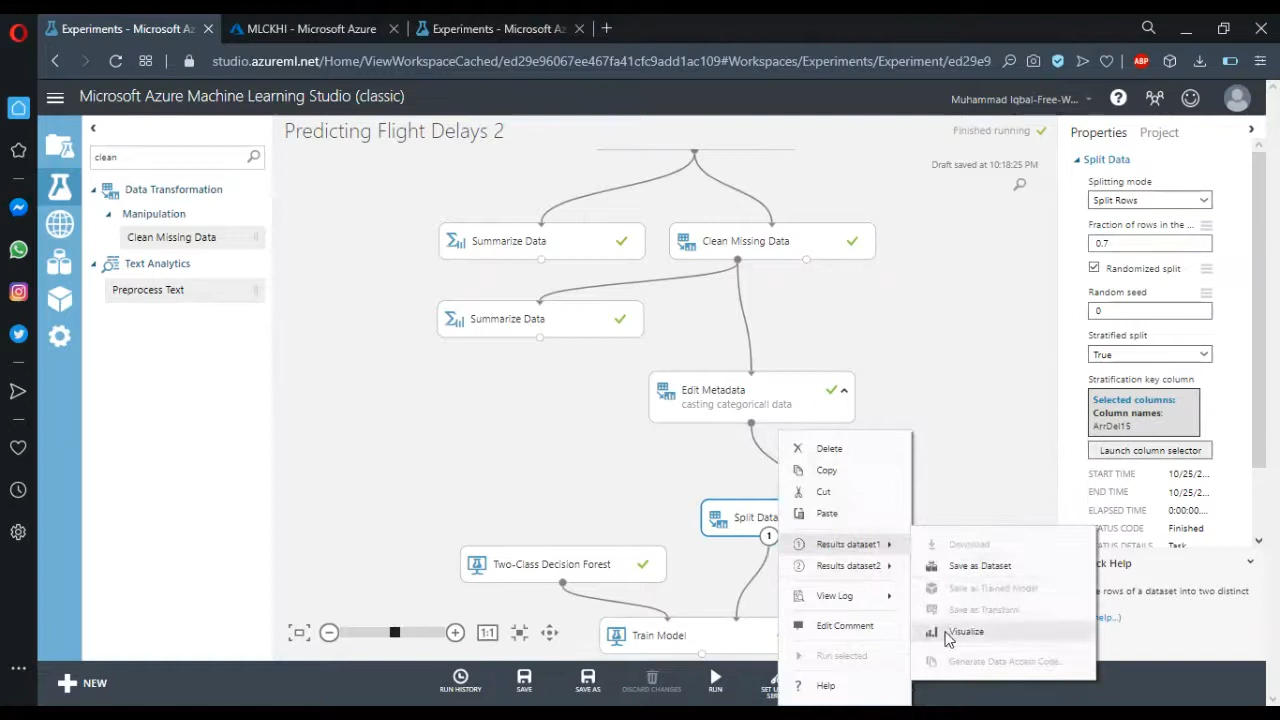 Experiments - Microsoft Az
MLCKHI - Microsoft Azure
Experiments - Microsoft Az
studio.azureml.net/Home/ViewWorkspaceCached/ed29e96067ee467fa41cfc9add1ac109#Workspaces/Experiments/Experiment/ed29e9
ABP
Microsoft Azure Machine Learning Studio (classic)
Muhammad Iqbal-Free-W...
?
clean
Data Transformation
Manipulation
Clean Missing Data
Text Analytics
Preprocess Text
Predicting Flight Delays 2
Finished running
Draft saved at 10:18:25 PM
Summarize Data
Clean Missing Data
Summarize Data
Edit Metadata
casting categoricall data
Split Data
1
Two-Class Decision Forest
Train Model
1:1
Delete
Copy
Cut
Paste
1 Results dataset1
2 Results dataset2
View Log
Edit Comment
Run selected
? Help
Download
Save as Dataset
Save as Trained Model
Save as Transform
Visualize
Generate Data Access Code...
Properties
Project
Split Data
Splitting mode
Split Rows
Fraction of rows in the ...
0.7
Randomized split
Random seed
0
Stratified split
True
Stratification key column
Selected columns:
Column names:
ArrDel15
Launch column selector
START TIME 10/25/2...
END TIME 10/25/2...
ELAPSED TIME 0:00:00....
STATUS CODE Finished
STATUS DETAILS Task
ck Help
e rows of a dataset into two distinct
elp...)
NEW
RUN HISTORY
SAVE
SAVE AS
DISCARD CHANGES
RUN
SET U